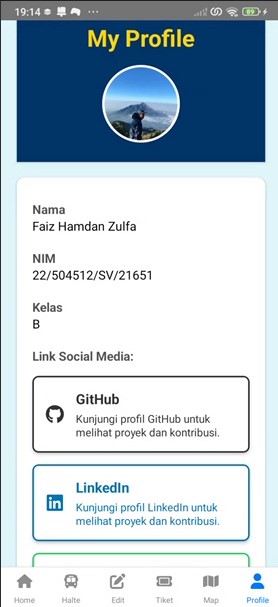 19:14
89
My Profile
Nama
Faiz Hamdan Zulfa
NIM
22/504512/SV/21651
Kelas
B
Link Social Media:
GitHub
Kunjungi profil GitHub untuk
melihat proyek dan kontribusi.
in
LinkedIn
Kunjungi profil LinkedIn untuk
melihat proyek dan kontribusi.
Home
Halte
Edit
Tiket
Map
Profile